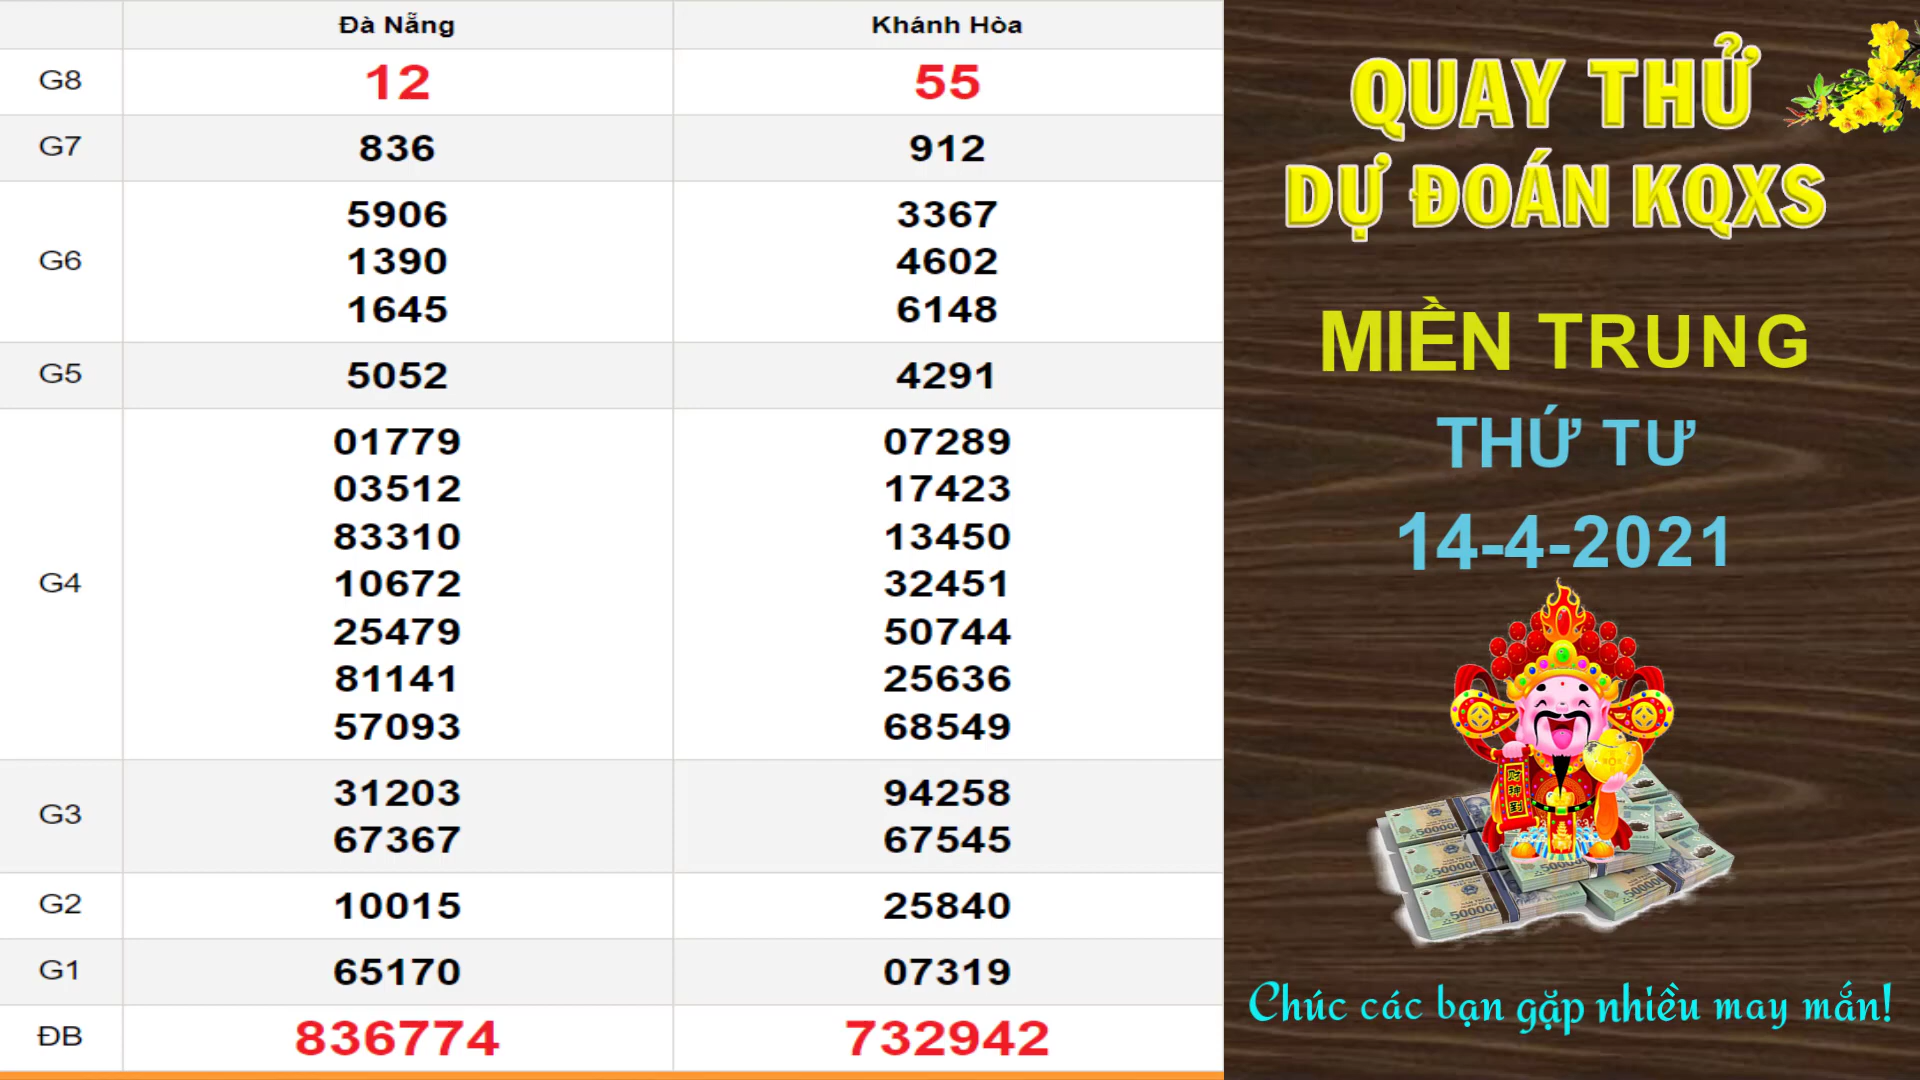 Đà Nẵng Khánh Hòa
G8 12 55
G7 836 912
G6
5906 3367
1390 4602
1645 6148
G5 5052 4291
G4
01779 07289
03512 17423
83310 13450
10672 32451
25479 50744
81141 25636
57093 68549
G3
31203 94258
67367 67545
G2 10015 25840
G1 65170 07319
ĐB 836774 732942
QUAY THỬ
DỰ ĐOÁN KQXS
MIỀN TRUNG
THỨ TƯ
14-4-2021
Chúc các bạn gặp nhiều may mắn!